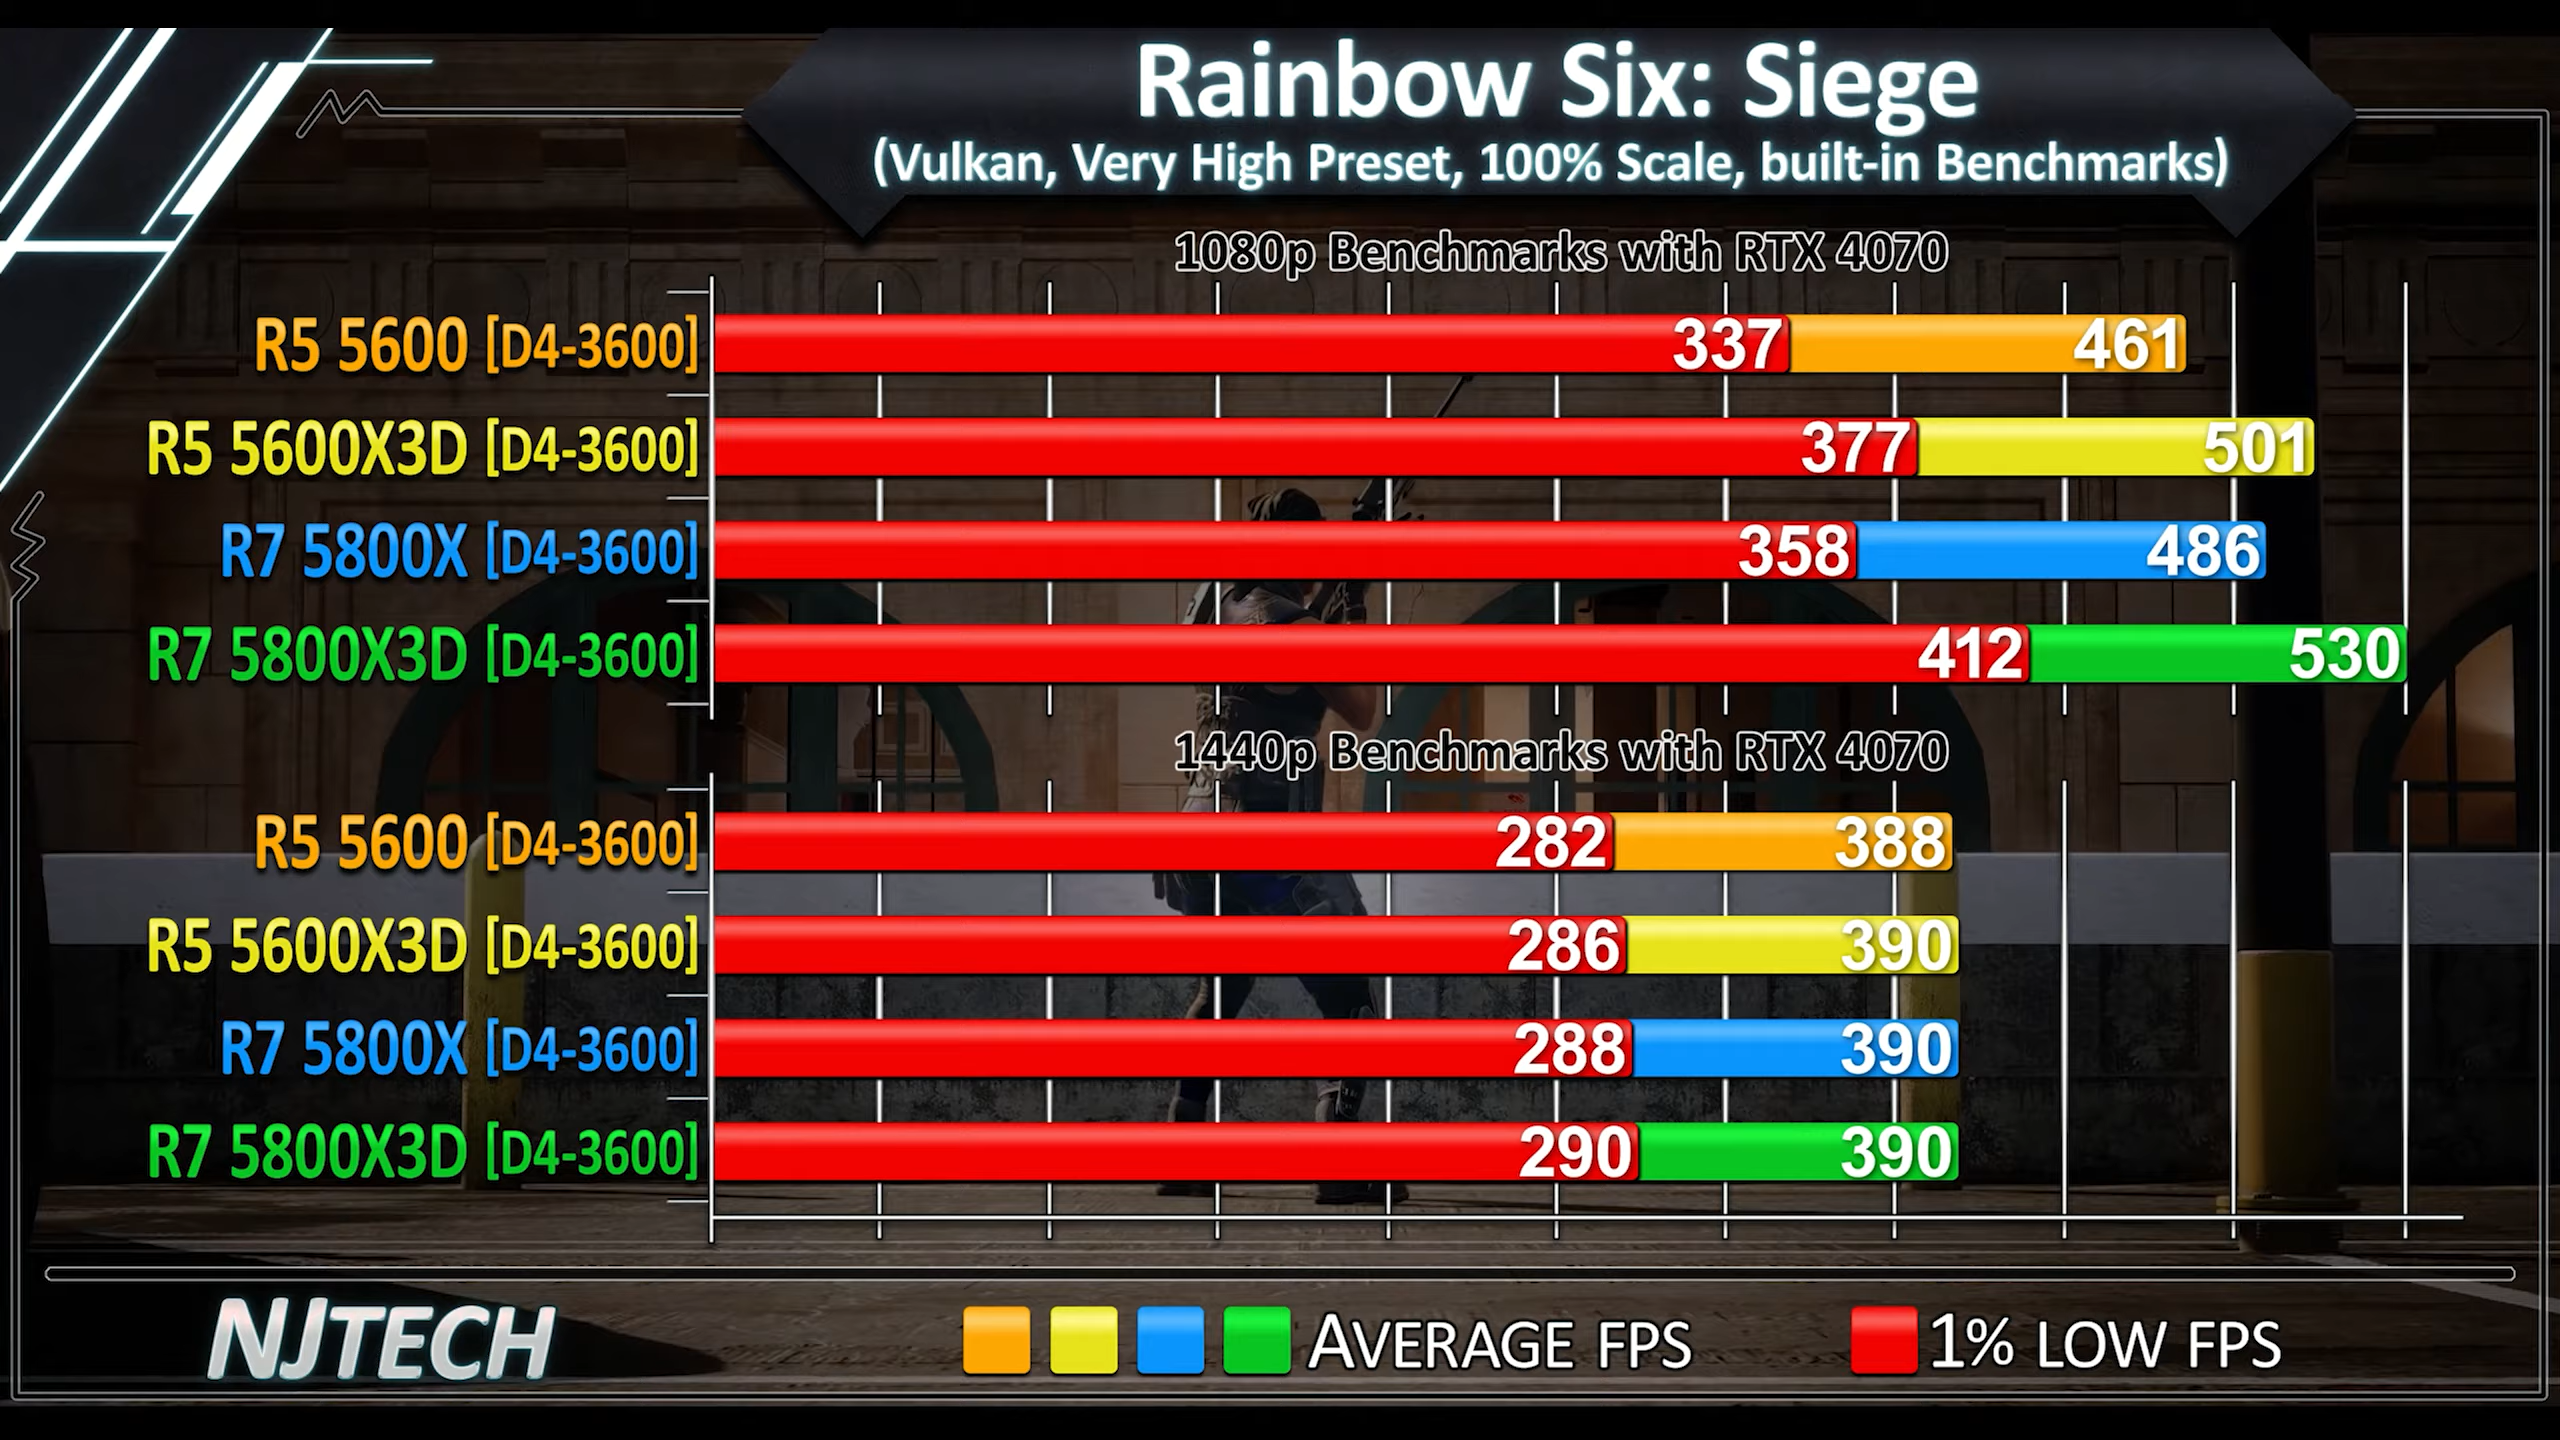 Rainbow Six: Siege
(Vulkan, Very High Preset, 100% Scale, built-in Benchmarks)
1080p Benchmarks with RTX 4070
R5 5600 [D4-3600] 337 461
R5 5600X3D [D4-3600] 377 501
R7 5800X [D4-3600] 358 486
R7 5800X3D [D4-3600] 412 530
1440p Benchmarks with RTX 4070
R5 5600 [D4-3600] 282 388
R5 5600X3D [D4-3600] 286 390
R7 5800X [D4-3600] 288 390
R7 5800X3D [D4-3600] 290 390
NJTECH AVERAGE FPS 1% LOW FPS